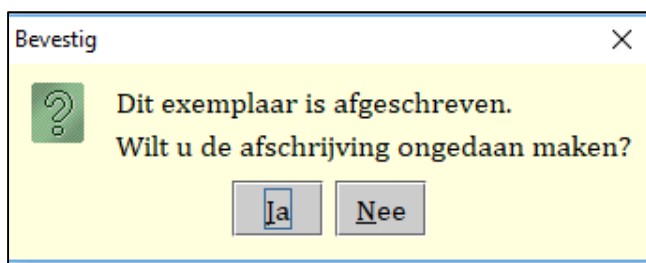 Bevestig
Dit exemplaar is afgeschreven.
Wilt u de afschrijving ongedaan maken?
Ja Nee